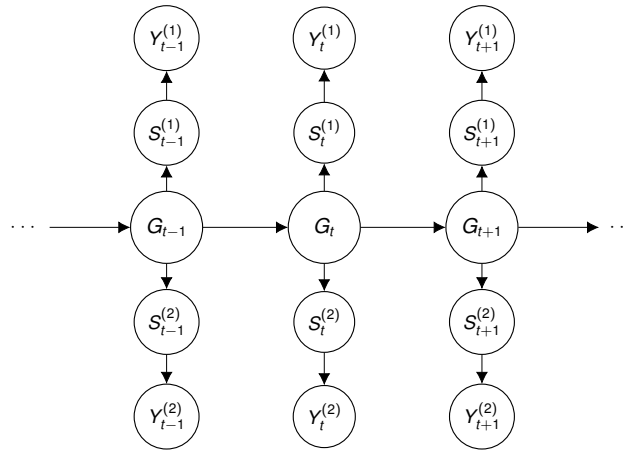 Y_{t−1}^{(1)} Y_t^{(1)} Y_{t+1}^{(1)}
S_{t−1}^{(1)} S_t^{(1)} S_{t+1}^{(1)}
··· G_{t−1} G_t G_{t+1} ··
S_{t−1}^{(2)} S_t^{(2)} S_{t+1}^{(2)}
Y_{t−1}^{(2)} Y_t^{(2)} Y_{t+1}^{(2)}